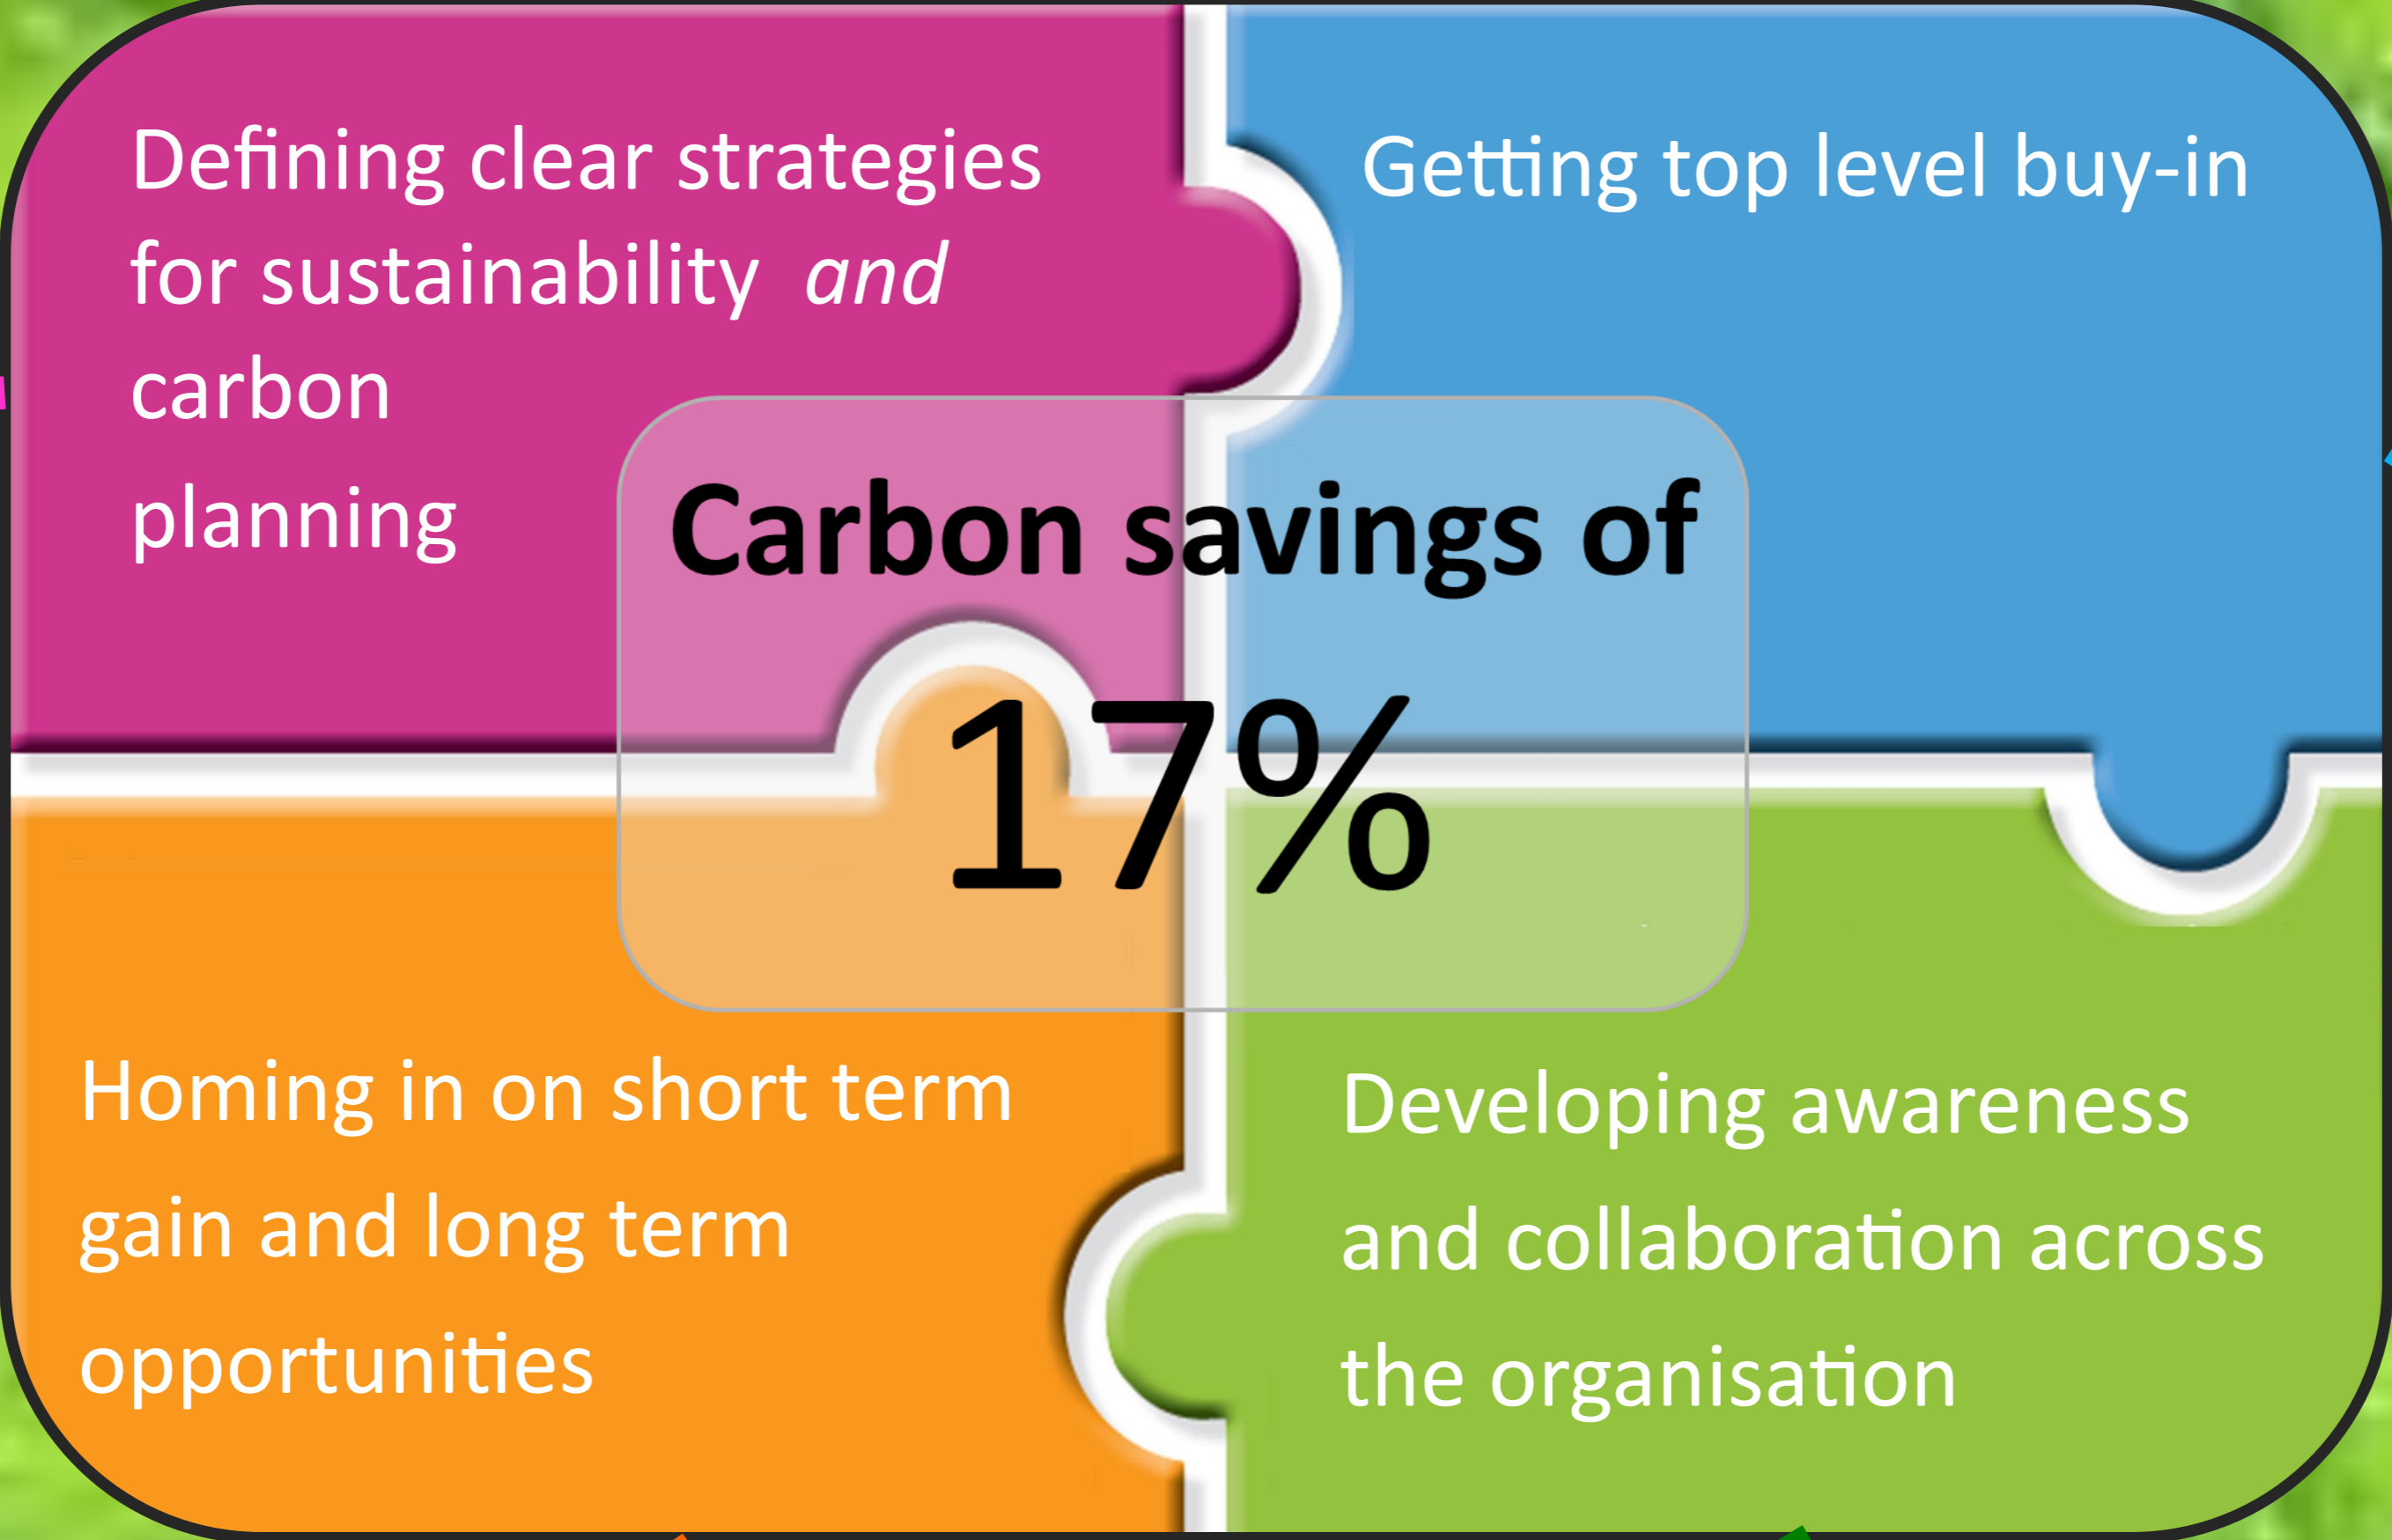 Defining clear strategies
for sustainability and
carbon
planning
Getting top level buy-in
Carbon savings of
17%
Homing in on short term
gain and long term
opportunities
Developing awareness
and collaboration across
the organisation